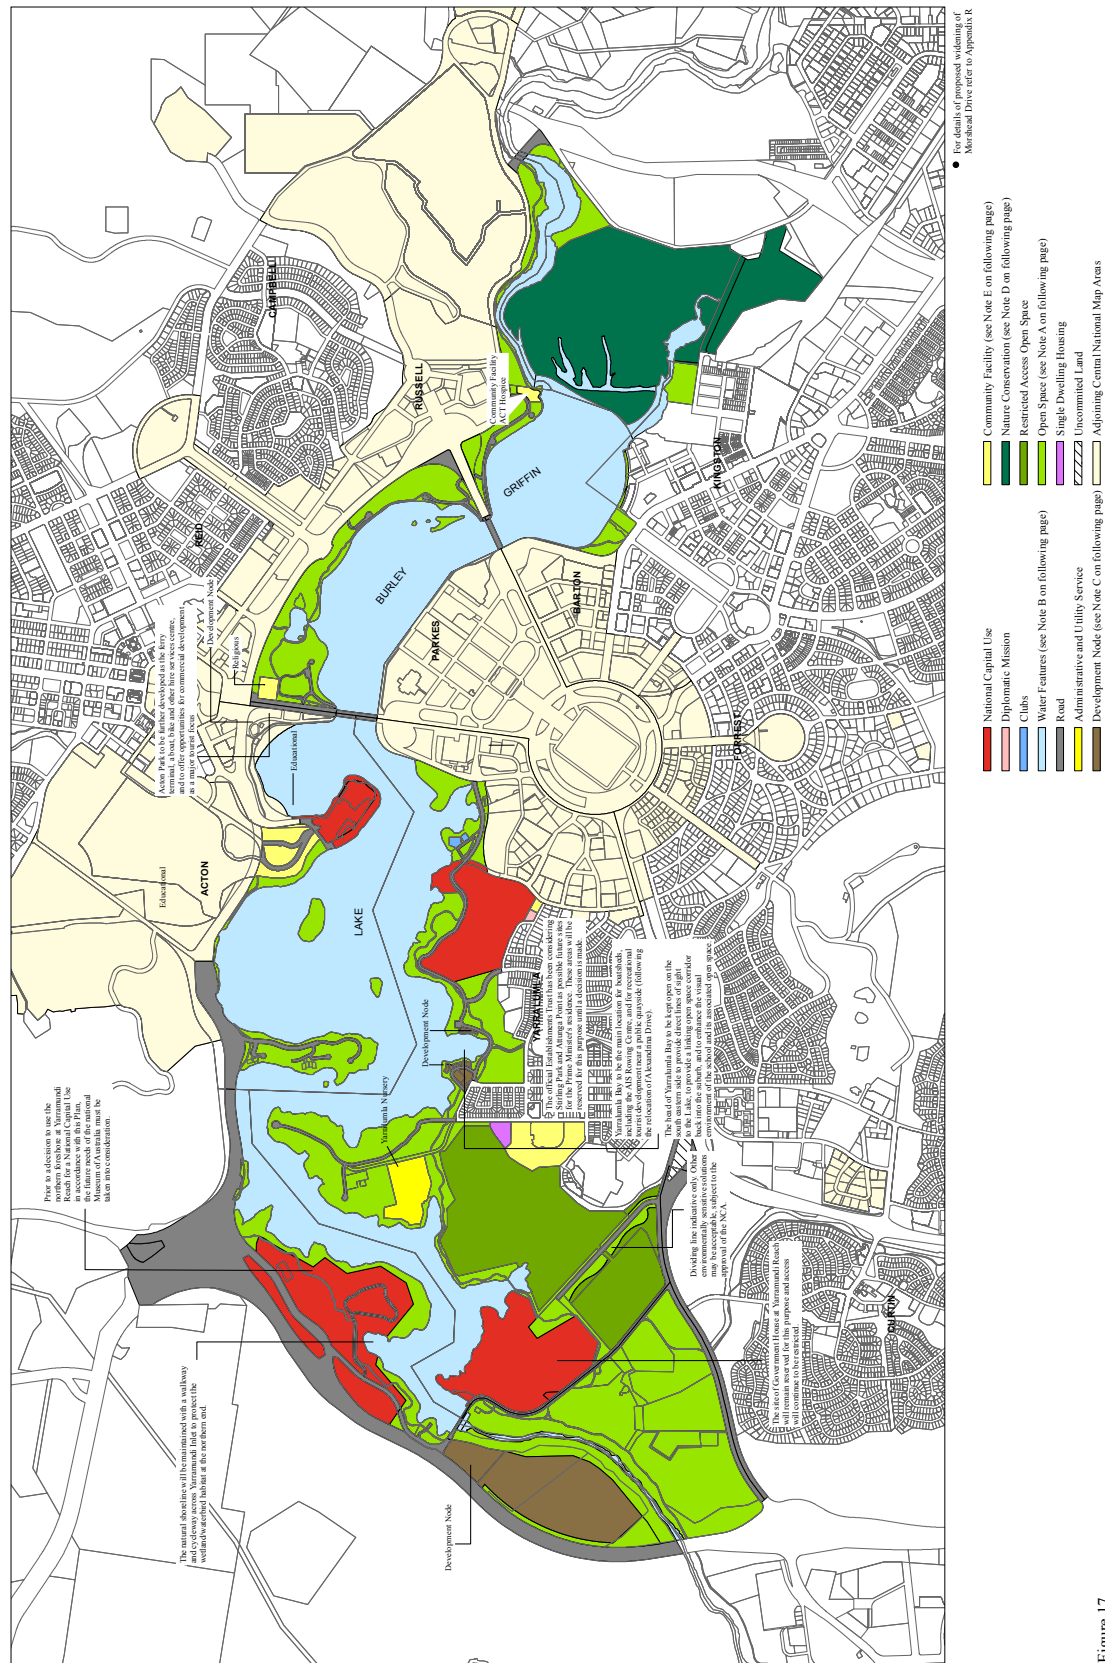 Prior to a decision to use the
northern foreshore at Yarramundi
Reach for a National Capital Use
in accordance with this Plan,
the future needs of the national
Museum of Australia must be
taken into consideration.
The natural shoreline will be maintained with a walkway
and cycleway across Yarramundi Inlet to protect the
wetland/waterbird habitat at the northern end.
Acton Park to be further developed as the ferry
terminal, a boat, bike and other hire services centre,
and to offer opportunities for commercial development
as a major tourist focus
Development Node
Religious
Educational
Educational
ACTON
REID
CAMPBELL
RUSSELL
Community Facility
ACT Hospice
LAKE
BURLEY
GRIFFIN
PARKES
BARTON
KINGSTON
FORREST
YARRALUMLA
CURTIN
Development Node
Yarralumla Nursery
Development Node
The official Establishments Trust has been considering
Stirling Park and Attunga Point as possible future sites
for the Prime Minister's residence. These areas will be
reserved for this purpose until a decision is made.
Yarralumla Bay to be the main location for boatsheds,
including the AIS Rowing Centre, and for recreational
tourist development near a public quayside (following
the relocation of Alexandrina Drive).
The head of Yarralumla Bay to be kept open on the
south eastern side to provide direct lines of sight
to the Lake, to provide a linking open space corridor
back into the suburb, and to enhance the visual
environment of the school and its associated open space.
Dividing line indicative only. Other
environmentally sensitive solutions
may be acceptable, subject to the
approval of the NCA.
The site of Government House at Yarramundi Reach
will remain reserved for this purpose and access
will continue to be restricted.
● For details of proposed widening of
Morshead Drive refer to Appendix R
National Capital Use
Diplomatic Mission
Clubs
Water Features (see Note B on following page)
Road
Administrative and Utility Service
Development Node (see Note C on following page)
Community Facility (see Note E on following page)
Nature Conservation (see Note D on following page)
Restricted Access Open Space
Open Space (see Note A on following page)
Single Dwelling Housing
Uncommited Land
Adjoining Central National Map Areas
Figure 17